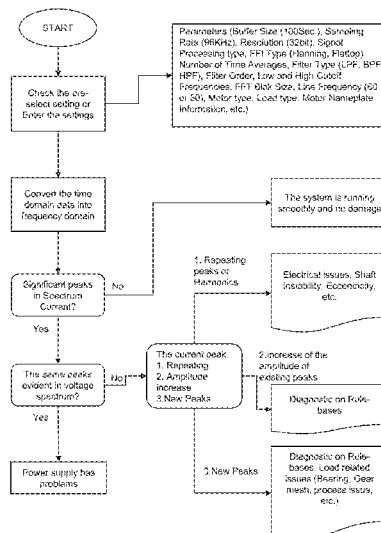 START
Check the pre-
select setting or
Enter the settings
Parameters (Buffer Size (100Sec.), Sampling
Rate (96KHz), Resolution (32bit), Signal
Processing type, FFT Type (Hanning, Flattop)
Number of Time Averages, Filter Type (LPF, BPF,
HPF), Filter Order, Low and High Cutoff
Frequencies, FFT Block Size, Line Frequency (60
or 50), Motor type, Load type, Motor Nameplate
Information, etc.)
Convert the time
domain data into
frequency domain
The system is running
smoothly and no damage
No
Significant peaks
in Spectrum
Current?
1. Repeating
peaks or
Harmonics
Electrical issues, Shaft
Instability, Eccentricity,
etc.
Yes
The same peaks
evident in voltage
spectrum?
No
The current peak
1. Repeating
2. Amplitude
increase
3.New Peaks
2.Increase of the
amplitude of
existing peaks
Diagnostic on Rule-
bases
Yes
Power supply has
problems
3.New Peaks
Diagnostic on Rule-
bases. Load related
issues (Bearing, Gear
mesh, process issue,
etc.)